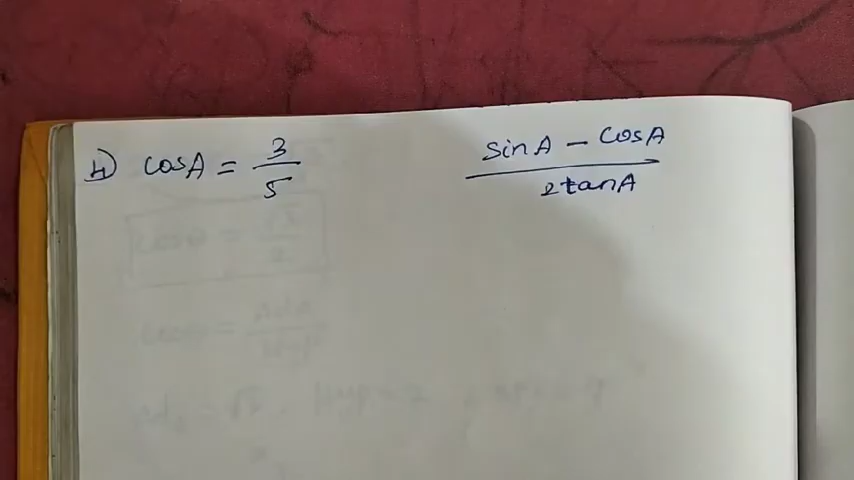 4) cosA = 3/5
sinA - cosA / 2tanA